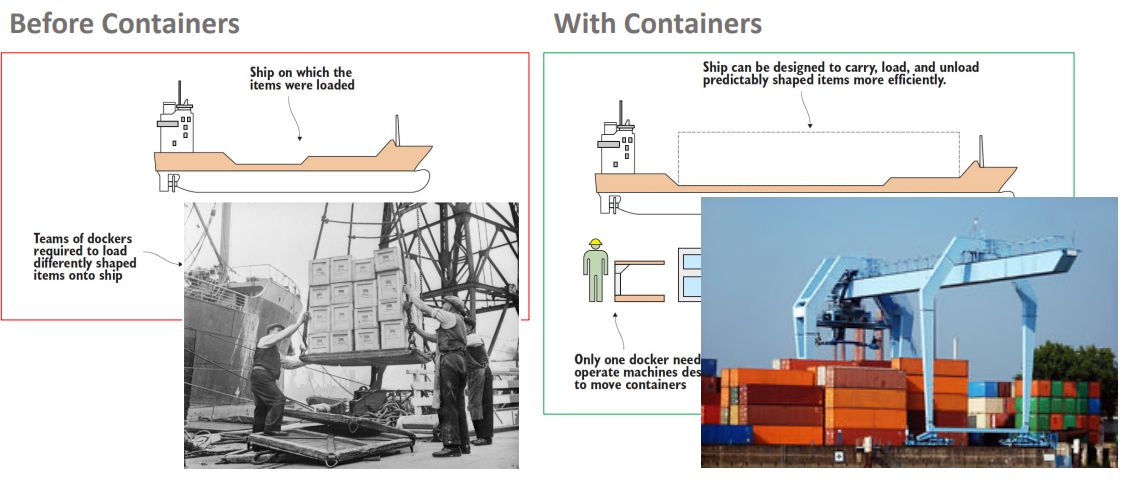 Before Containers
Ship on which the
items were loaded
Teams of dockers
required to load
differently shaped
items onto ship
With Containers
Ship can be designed to carry, load, and unload
predictably shaped items more efficiently.
Only one docker need
operate machines des
to move containers